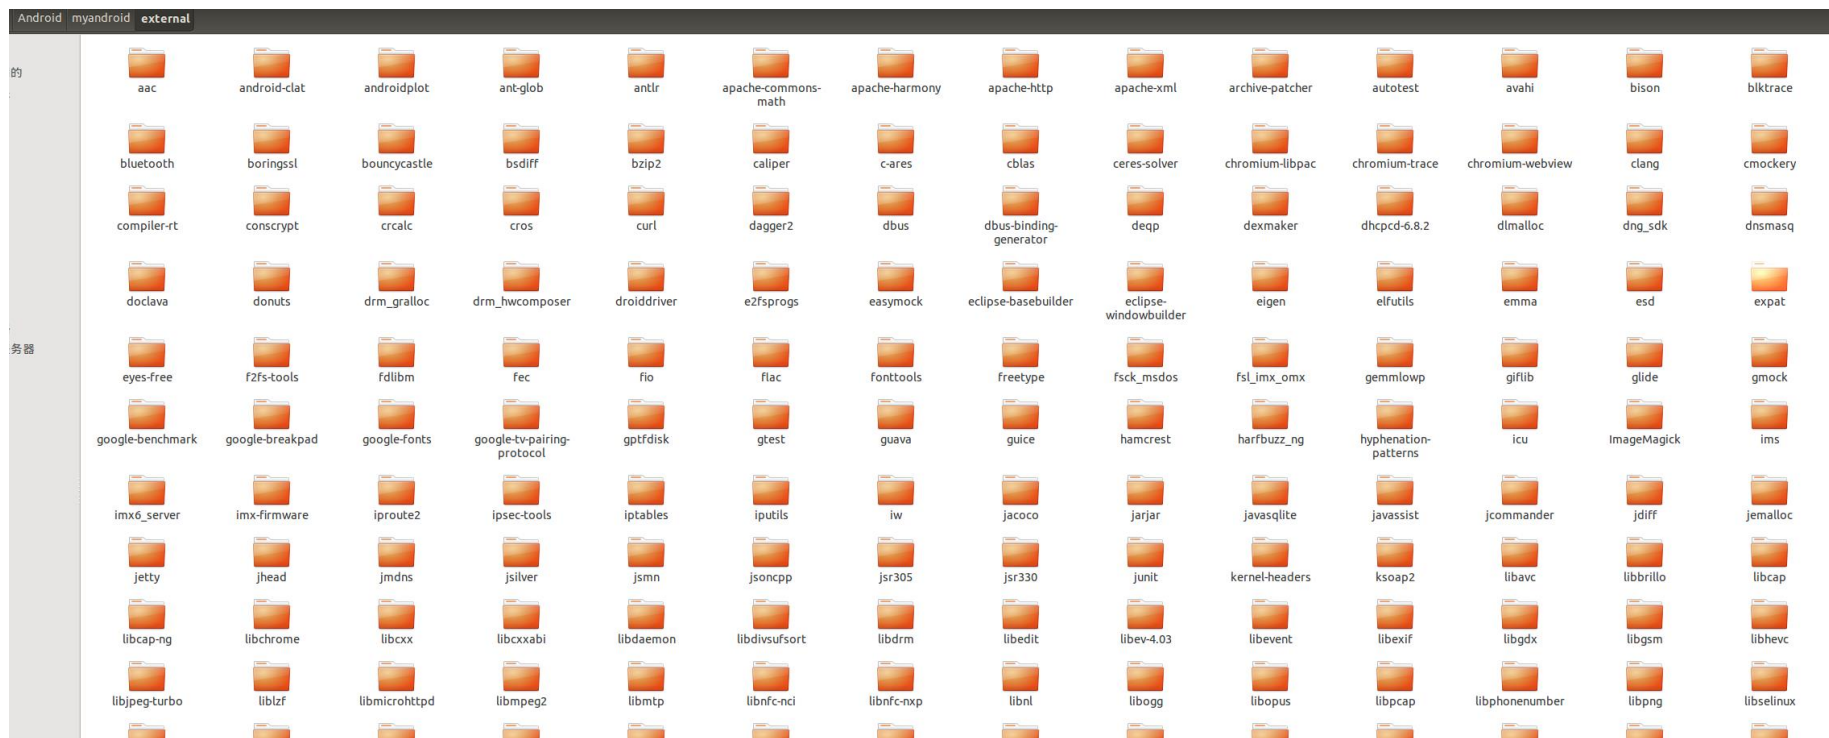 Android myandroid external
的
务器
aac android-clat androidplot ant-glob antlr apache-commons- apache-harmony apache-http apache-xml archive-patcher autotest avahi bison blktrace
math
bluetooth boringssl bouncycastle bsdiff bzip2 caliper c-ares cblas ceres-solver chromium-libpac chromium-trace chromium-webview clang cmockery
compiler-rt conscrypt crcalc cros curl dagger2 dbus dbus-binding- deqp dexmaker dhcpcd-6.8.2 dlmalloc dng_sdk dnsmasq
generator
doclava donuts drm_gralloc drm_hwcomposer droiddriver e2fsprogs easymock eclipse-basebuilder eclipse- eigen elfutils emma esd expat
windowbuilder
eyes-free f2fs-tools fdlibm fec fio flac fonttools freetype fsck_msdos fsl_imx_omx gemmlowp giflib glide gmock
google-benchmark google-breakpad google-fonts google-tv-pairing- gptfdisk gtest guava guice hamcrest harfbuzz_ng hyphenation- icu ImageMagick ims
protocol patterns
imx6_server imx-firmware iproute2 ipsec-tools iptables iputils iw jacoco jarjar javasqlite javassist jcommander jdiff jemalloc
jetty jhead jmdns jsilver jsmn jsoncpp jsr305 jsr330 junit kernel-headers ksoap2 libavc libbrillo libcap
libcap-ng libchrome libcxx libcxxabi libdaemon libdivsufsort libdrm libedit libev-4.03 libevent libexif libgdx libgsm libhevc
libjpeg-turbo liblzf libmicrohttpd libmpeg2 libmtp libnfc-nci libnfc-nxp libnl libogg libopus libpcap libphonenumber libpng libselinux